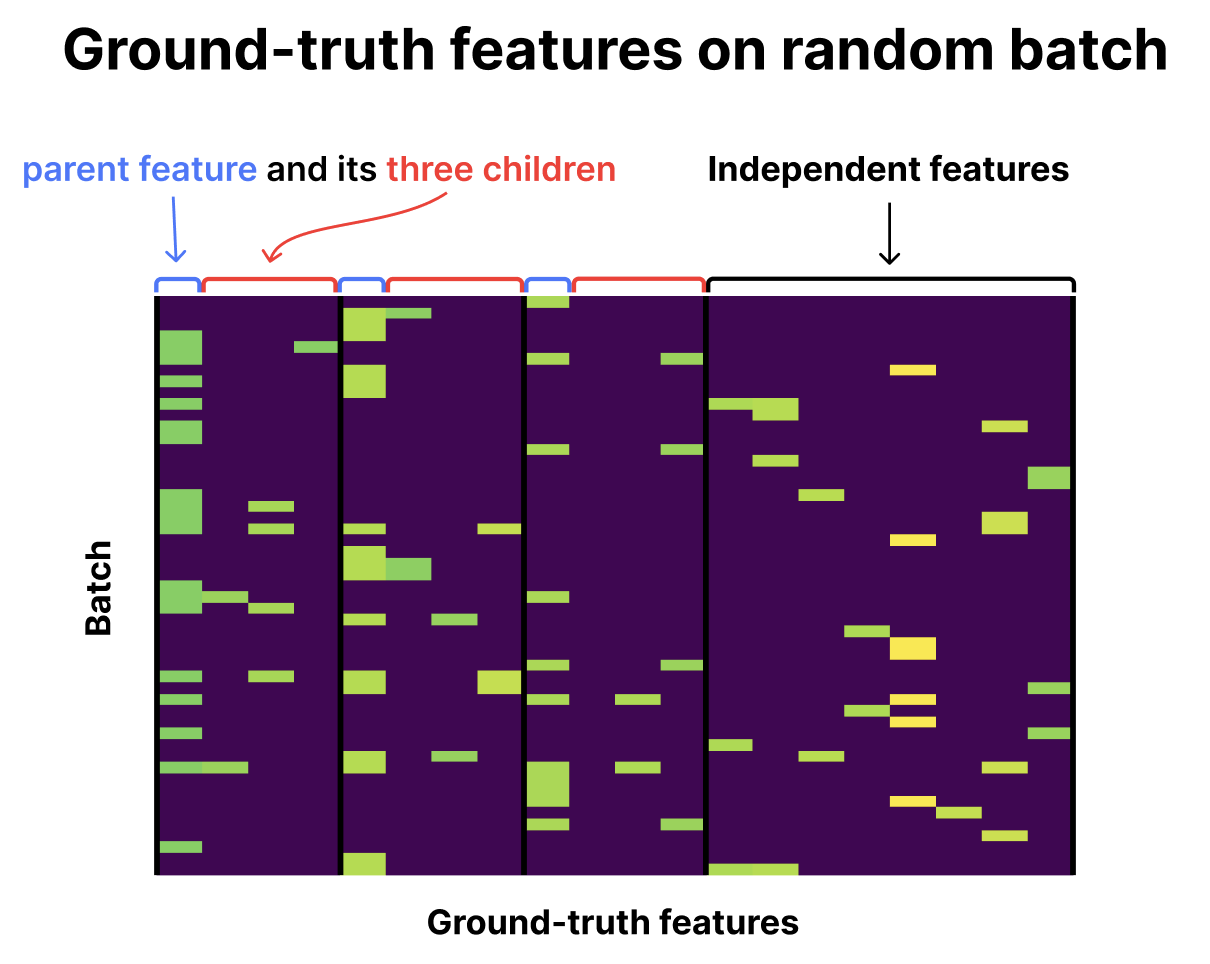 Ground-truth features on random batch
parent feature and its three children
Independent features
Batch
Ground-truth features